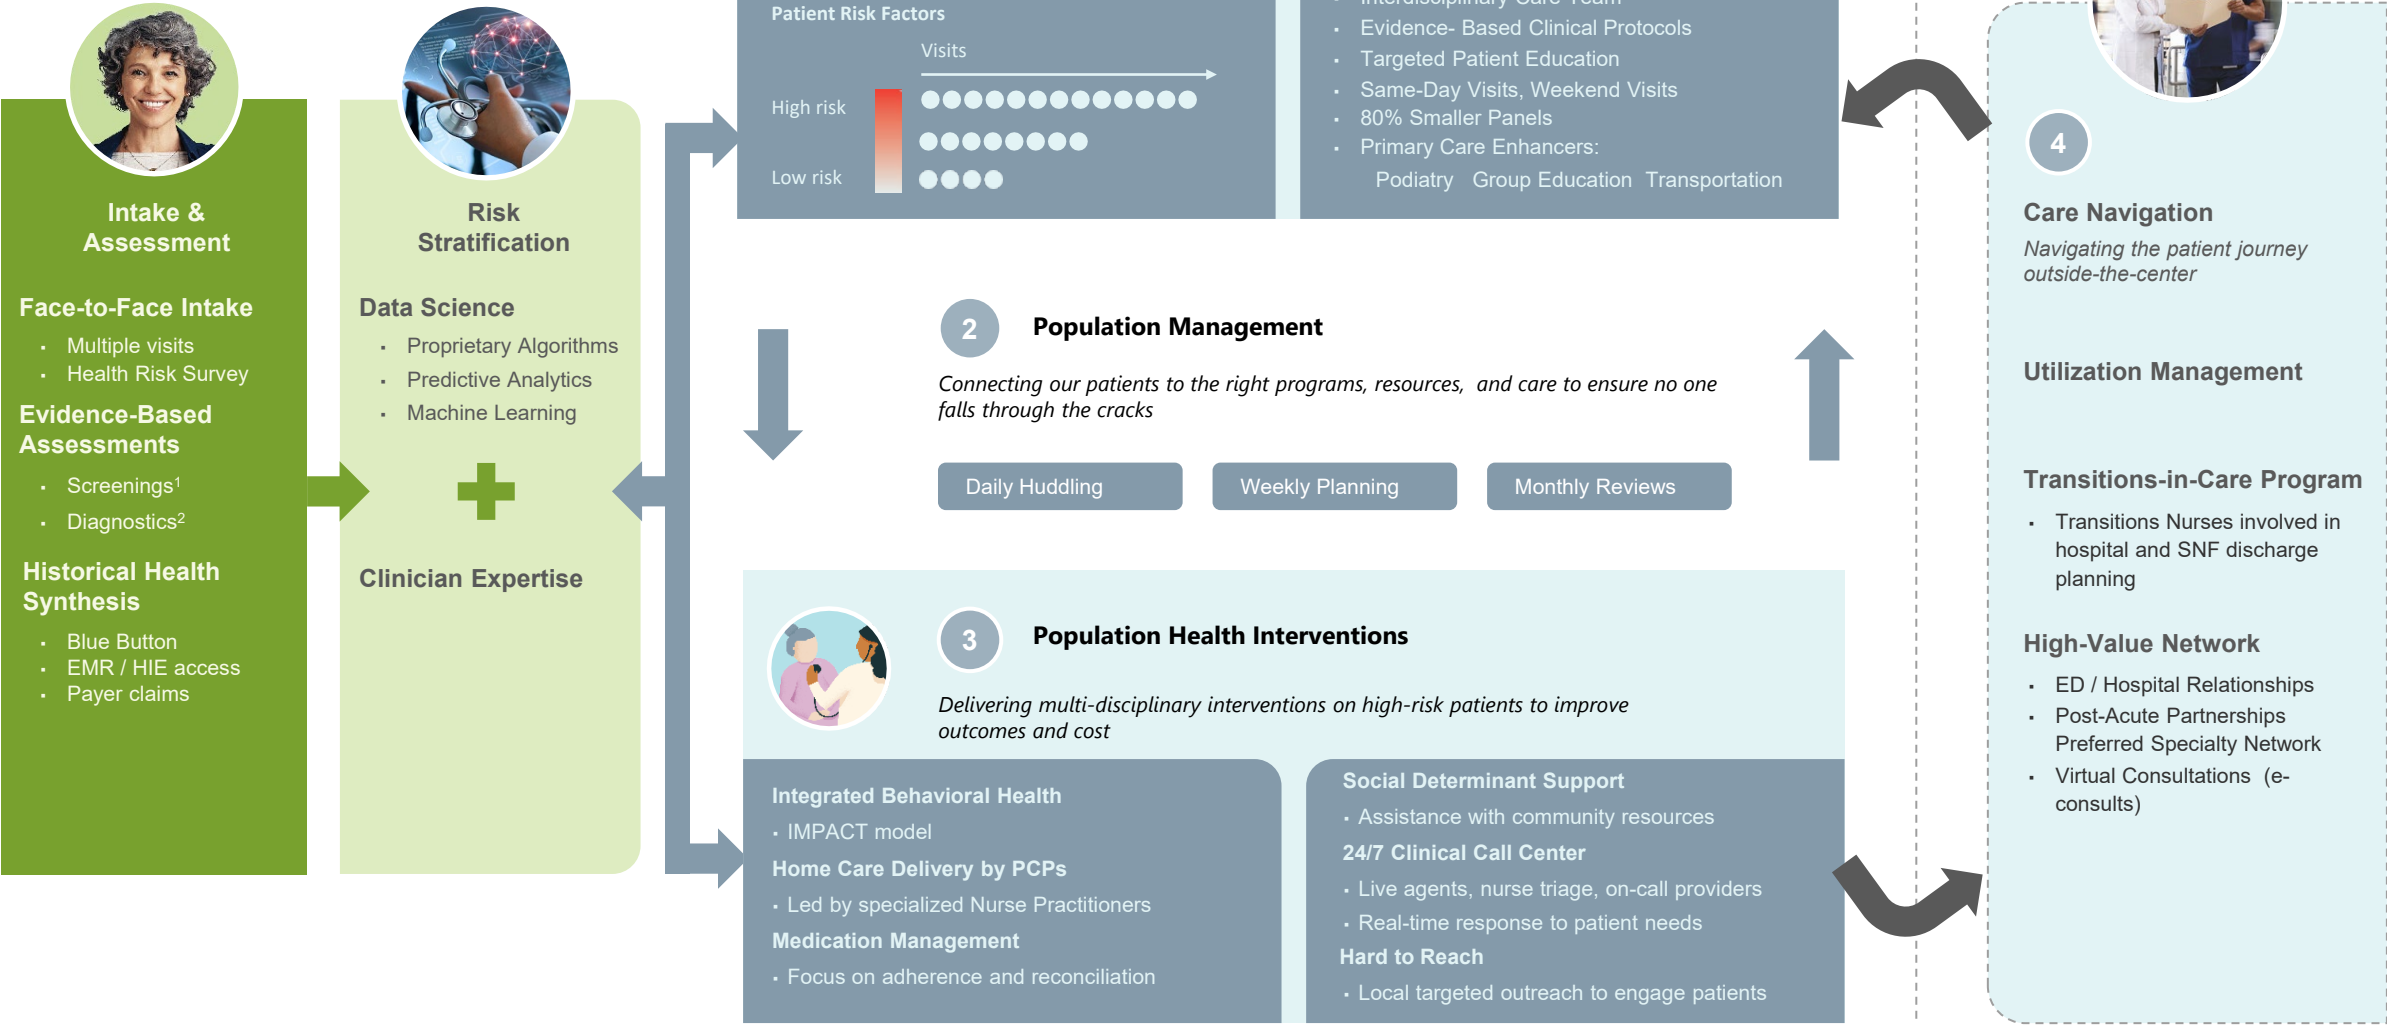 Intake &
Assessment
Face-to-Face Intake
▪ Multiple visits
▪ Health Risk Survey
Evidence-Based
Assessments
▪ Screenings¹
▪ Diagnostics²
Historical Health
Synthesis
▪ Blue Button
▪ EMR / HIE access
▪ Payer claims
Risk
Stratification
Data Science
▪ Proprietary Algorithms
▪ Predictive Analytics
▪ Machine Learning
Clinician Expertise
Patient Risk Factors
Visits
High risk
Low risk
▪ Interdisciplinary Care Team
▪ Evidence- Based Clinical Protocols
▪ Targeted Patient Education
▪ Same-Day Visits, Weekend Visits
▪ 80% Smaller Panels
▪ Primary Care Enhancers:
Podiatry Group Education Transportation
2 Population Management
Connecting our patients to the right programs, resources, and care to ensure no one
falls through the cracks
Daily Huddling Weekly Planning Monthly Reviews
3 Population Health Interventions
Delivering multi-disciplinary interventions on high-risk patients to improve
outcomes and cost
Integrated Behavioral Health
▪ IMPACT model
Home Care Delivery by PCPs
▪ Led by specialized Nurse Practitioners
Medication Management
▪ Focus on adherence and reconciliation
Social Determinant Support
▪ Assistance with community resources
24/7 Clinical Call Center
▪ Live agents, nurse triage, on-call providers
▪ Real-time response to patient needs
Hard to Reach
▪ Local targeted outreach to engage patients
4
Care Navigation
Navigating the patient journey
outside-the-center
Utilization Management
Transitions-in-Care Program
▪ Transitions Nurses involved in
hospital and SNF discharge
planning
High-Value Network
▪ ED / Hospital Relationships
▪ Post-Acute Partnerships
Preferred Specialty Network
▪ Virtual Consultations (e-
consults)